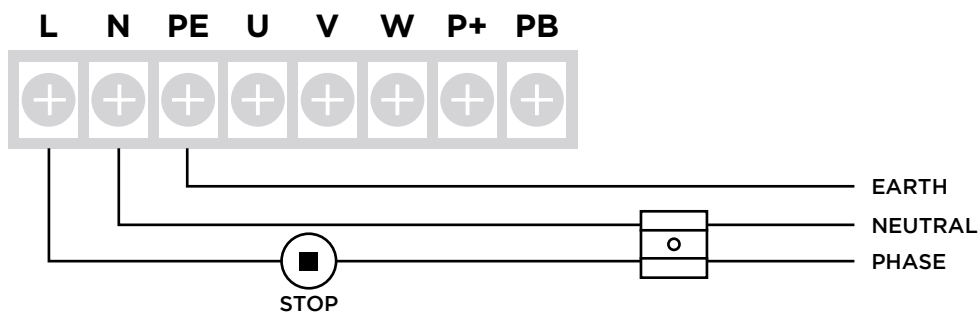 L N PE U V W P+ PB
EARTH
NEUTRAL
PHASE
STOP